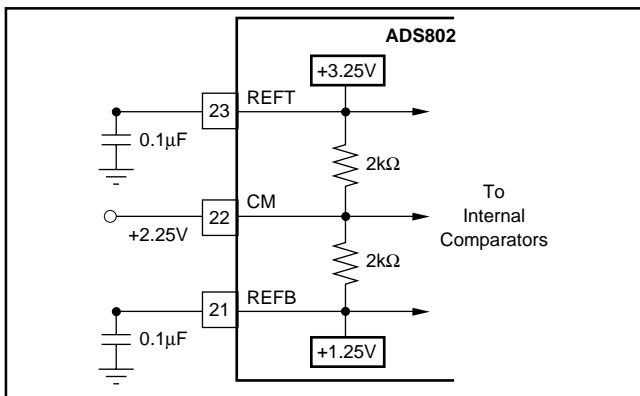 ADS802
+3.25V
REFT
23
0.1µF
2kΩ
To
Internal
Comparators
CM
22
+2.25V
2kΩ
REFB
21
0.1µF
+1.25V